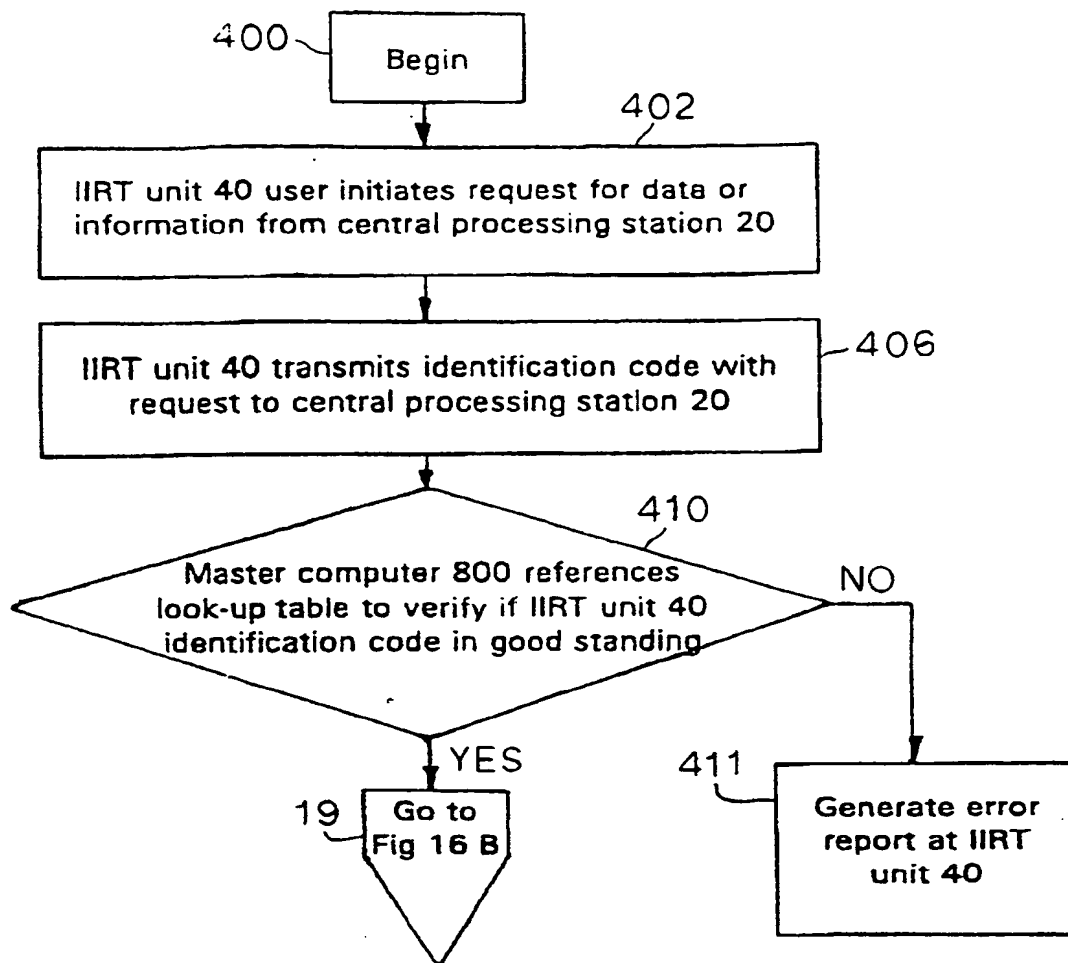 400
Begin
402
IIRT unit 40 user initiates request for data or
information from central processing station 20
406
IIRT unit 40 transmits identification code with
request to central processing station 20
410
Master computer 800 references
look-up table to verify if IIRT unit 40
identification code in good standing
NO
YES
19
Go to
Fig 16 B
411
Generate error
report at IIRT
unit 40